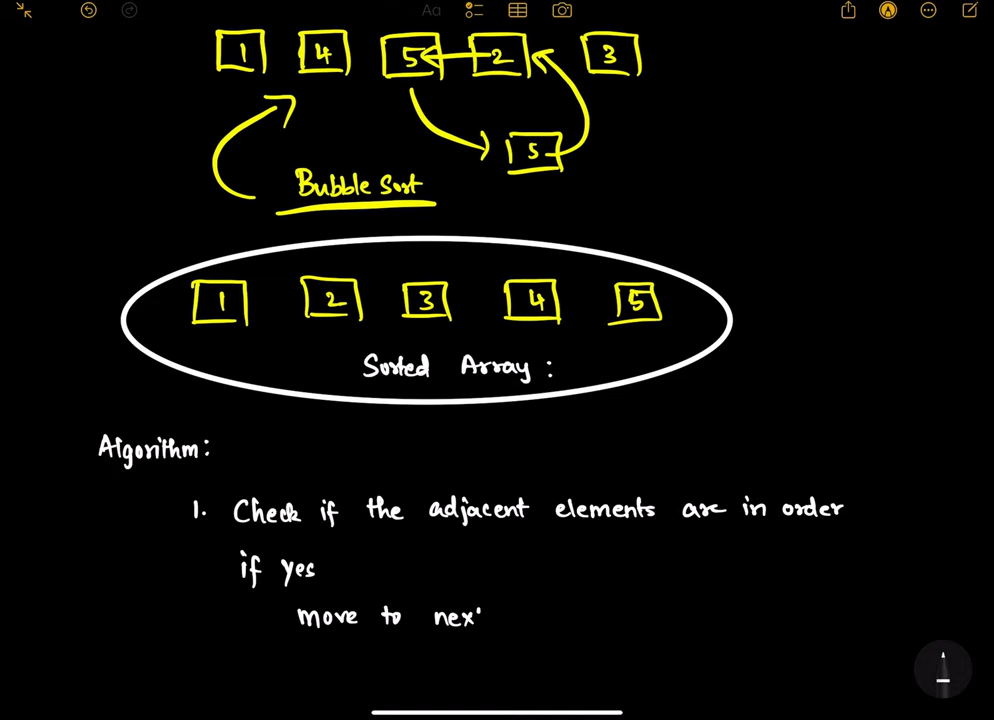 Aa
1 4 5 2 3
5
Bubble Sort
1 2 3 4 5
Sorted Array :
Algorithm:
1. Check if the adjacent elements are in order
if yes
move to nex